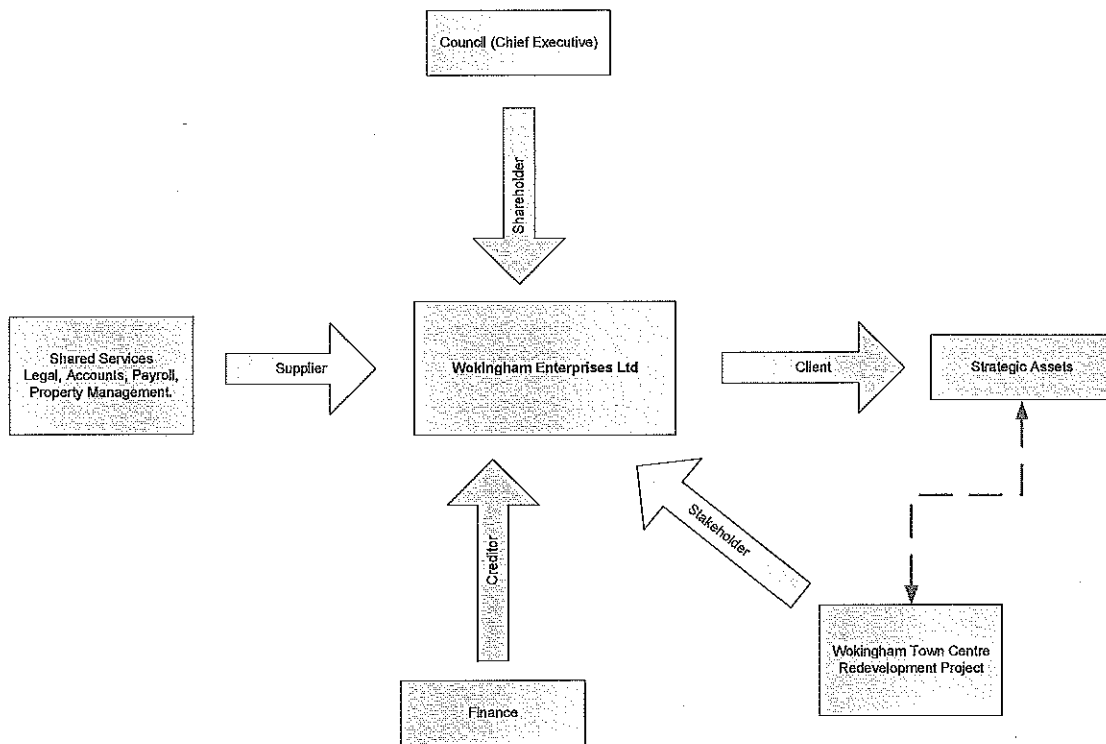 Council (Chief Executive)
Shareholder
Shared Services
Legal, Accounts, Payroll,
Property Management.
Supplier
Wokingham Enterprises Ltd
Client
Strategic Assets
Creditor
Stakeholder
Wokingham Town Centre
Redevelopment Project
Finance